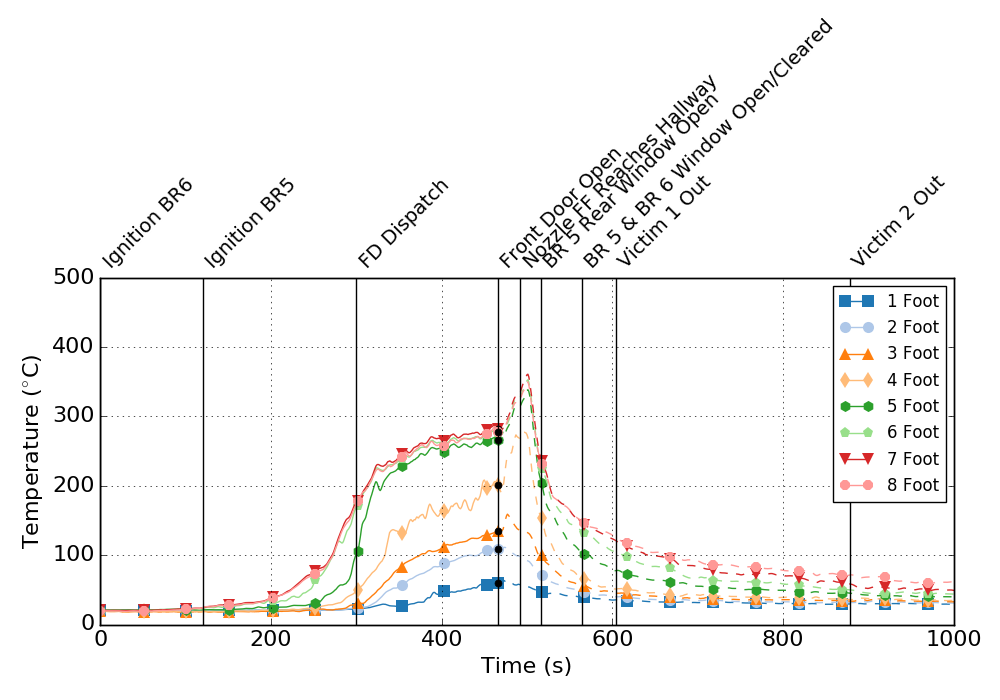 Ignition BR6
Ignition BR5
FD Dispatch
Front Door Open
Nozzle FF Reaches Hallway
BR 5 Rear Window Open
BR 5 & BR 6 Window Open/Cleared
Victim 1 Out
Victim 2 Out
500
400
300
200
100
0
Temperature (°C)
0
200
400
600
800
1000
Time (s)
1 Foot
2 Foot
3 Foot
4 Foot
5 Foot
6 Foot
7 Foot
8 Foot